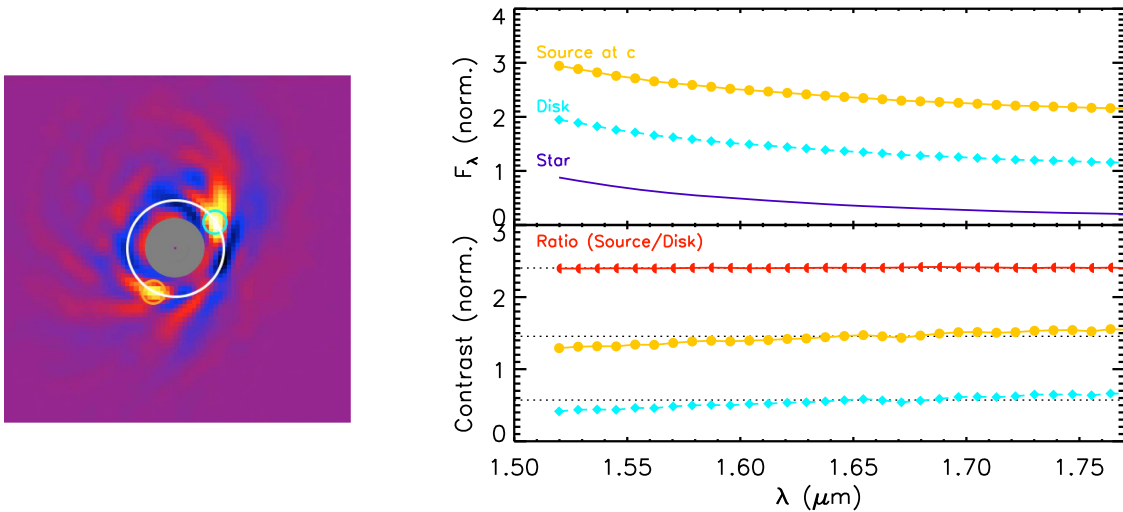 4
3
2
1
0
F_λ (norm.)
Source at c
Disk
Star
3
2
1
0
Contrast (norm.)
Ratio (Source/Disk)
1.50 1.55 1.60 1.65 1.70 1.75
λ (μm)